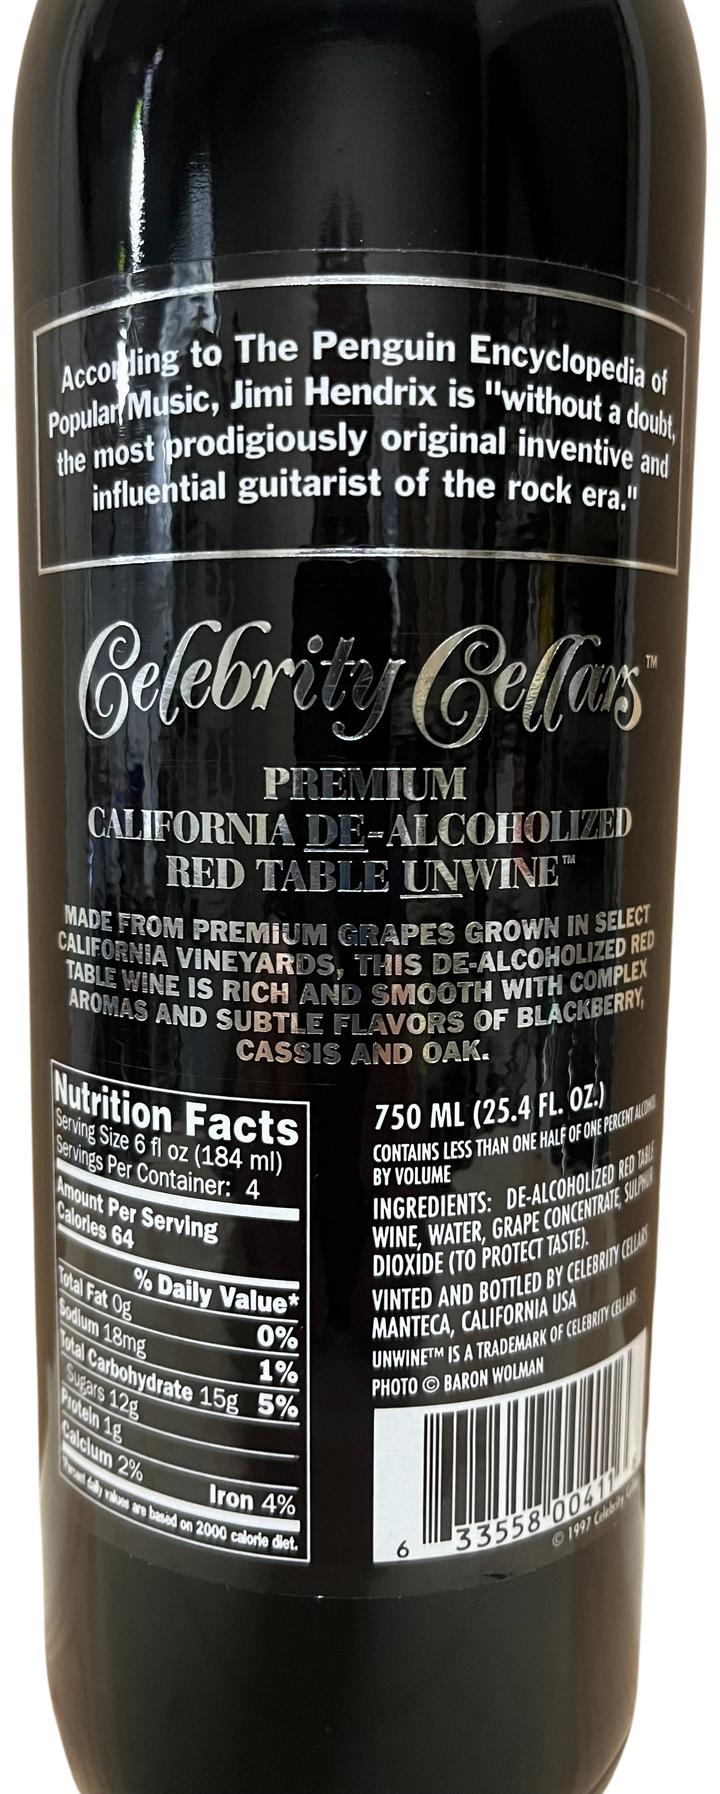 According to The Penguin Encyclopedia of
Popular Music, Jimi Hendrix is "without a doubt,
the most prodigiously original inventive and
influential guitarist of the rock era."
Celebrity Cellars™
PREMIUM
CALIFORNIA DE-ALCOHOLIZED
RED TABLE UNWINE™
MADE FROM PREMIUM GRAPES GROWN IN SELECT
CALIFORNIA VINEYARDS, THIS DE-ALCOHOLIZED RED
TABLE WINE IS RICH AND SMOOTH WITH COMPLEX
AROMAS AND SUBTLE FLAVORS OF BLACKBERRY,
CASSIS AND OAK.
Nutrition Facts
Serving Size 6 fl oz (184 ml)
Servings Per Container: 4
Amount Per Serving
Calories 64
% Daily Value*
Total Fat 0g 0%
Sodium 18mg 1%
Total Carbohydrate 15g 5%
Sugars 12g
Protein 1g
Calcium 2% Iron 4%
*Percent daily values are based on 2000 calorie diet.
750 ML (25.4 FL. OZ.)
CONTAINS LESS THAN ONE HALF OF ONE PERCENT ALCOHOL
BY VOLUME
INGREDIENTS: DE-ALCOHOLIZED RED TABLE
WINE, WATER, GRAPE CONCENTRATE, SULPHUR
DIOXIDE (TO PROTECT TASTE).
VINTED AND BOTTLED BY CELEBRITY CELLARS
MANTECA, CALIFORNIA USA
UNWINE™ IS A TRADEMARK OF CELEBRITY CELLARS
PHOTO © BARON WOLMAN
6 33558 00411
© 1997 Celebrity